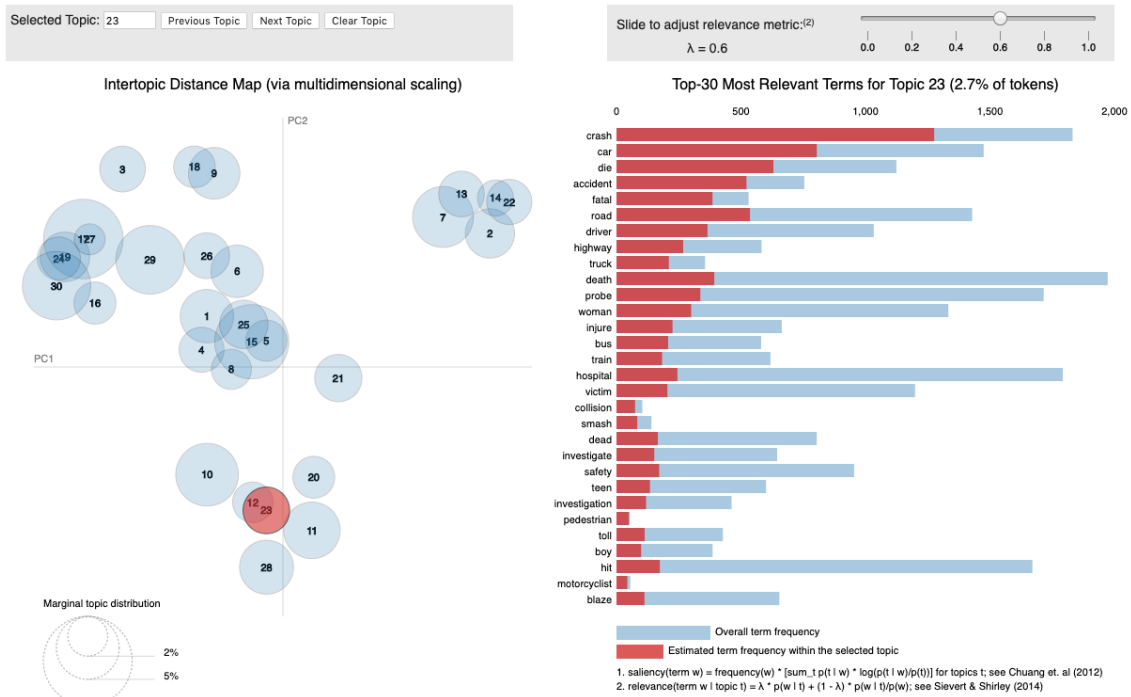 Selected Topic: 23 Previous Topic Next Topic Clear Topic
Slide to adjust relevance metric:(2)
λ = 0.6
0.0 0.2 0.4 0.6 0.8 1.0
Intertopic Distance Map (via multidimensional scaling)
PC2
PC1
3
18
9
13
14
22
7
2
17
27
24
19
29
26
6
30
16
1
25
15
5
4
8
21
10
20
12
23
11
28
Marginal topic distribution
2%
5%
Top-30 Most Relevant Terms for Topic 23 (2.7% of tokens)
0 500 1,000 1,500 2,000
crash
car
die
accident
fatal
road
driver
highway
truck
death
probe
woman
injure
bus
train
hospital
victim
collision
smash
dead
investigate
safety
teen
investigation
pedestrian
toll
boy
hit
motorcyclist
blaze
Overall term frequency
Estimated term frequency within the selected topic
1. saliency(term w) = frequency(w) * [sum_t p(t | w) * log(p(t | w)/p(t))] for topics t; see Chuang et. al (2012)
2. relevance(term w | topic t) = λ * p(w | t) + (1 - λ) * p(w | t)/p(w); see Sievert & Shirley (2014)